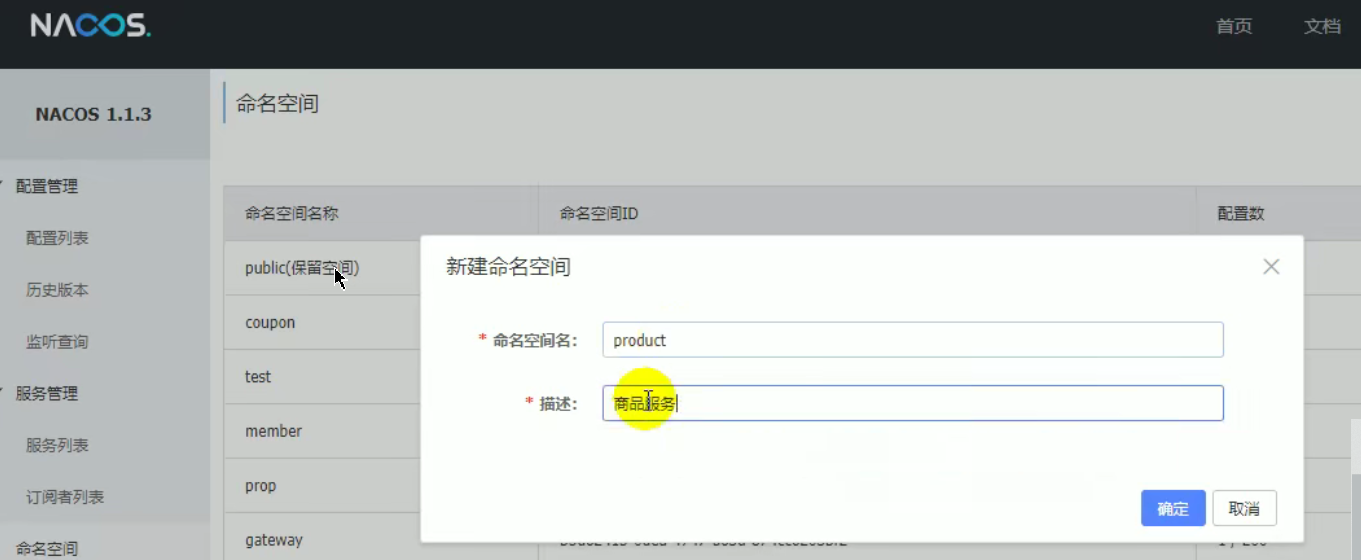 NACOS.
首页
文档
NACOS 1.1.3
命名空间
配置管理
命名空间名称
命名空间ID
配置数
配置列表
public(保留空间)
新建命名空间
历史版本
coupon
* 命名空间名:
product
监听查询
test
* 描述:
商品服务
服务管理
member
服务列表
prop
订阅者列表
确定
取消
gateway
命名空间